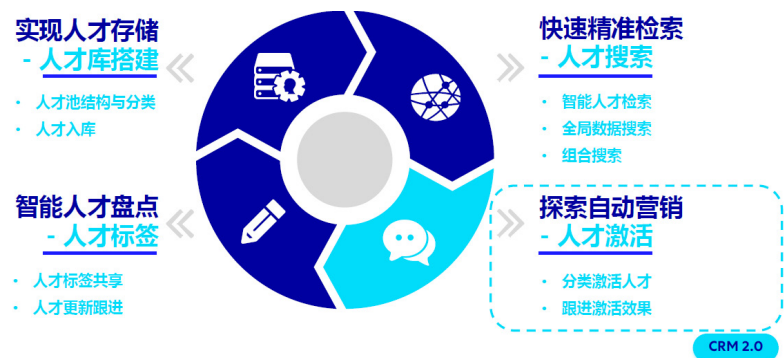 实现人才存储
- 人才库搭建
· 人才池结构与分类
· 人才入库
快速精准检索
- 人才搜索
· 智能人才检索
· 全局数据搜索
· 组合搜索
智能人才盘点
- 人才标签
· 人才标签共享
· 人才更新跟进
探索自动营销
- 人才激活
· 分类激活人才
· 跟进激活效果
CRM 2.0